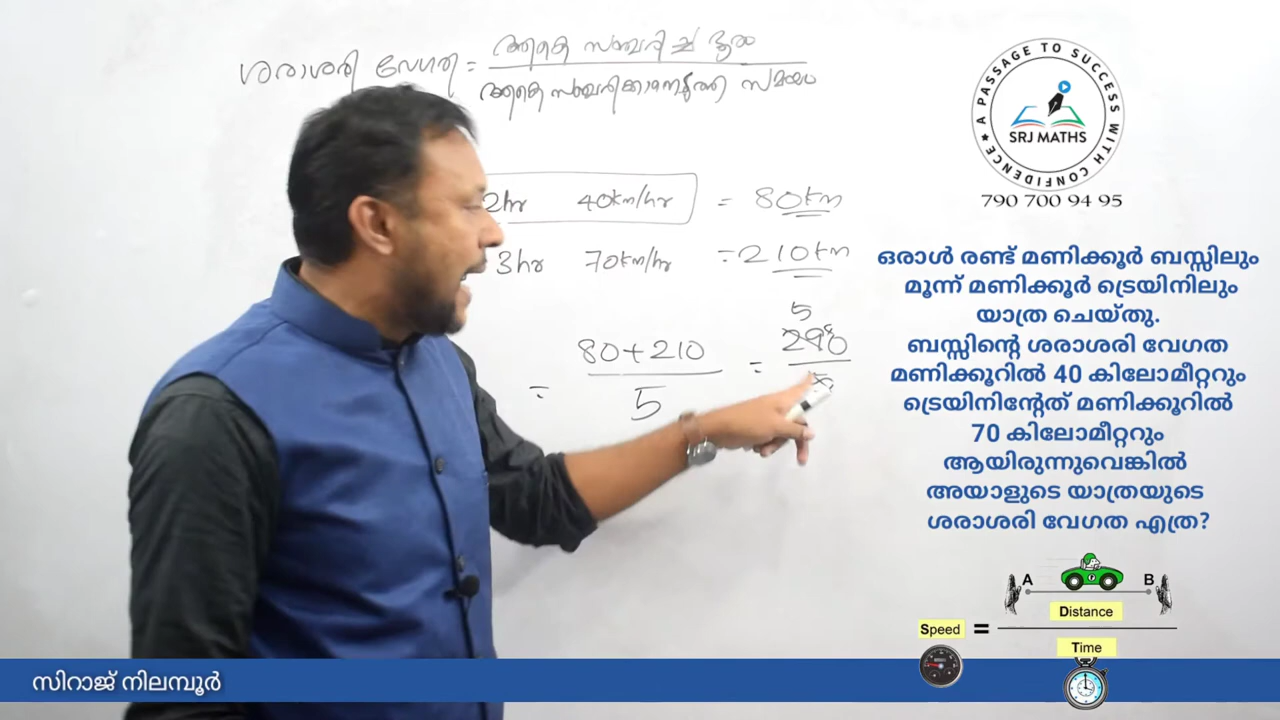 ശരാശരി വേഗത = ആകെ സഞ്ചരിച്ച ദൂരം
ആകെ സഞ്ചരിക്കാനെടുത്ത സമയം
2hr 40km/hr = 80km
3hr 70km/hr = 210km
= 80+210 = 290
5
5
A PASSAGE TO SUCCESS WITH CONFIDENCE
SRJ MATHS
790 700 94 95
ഒരാൾ രണ്ട് മണിക്കൂർ ബസ്സിലും
മൂന്ന് മണിക്കൂർ ട്രെയിനിലും
യാത്ര ചെയ്തു.
ബസ്സിന്റെ ശരാശരി വേഗത
മണിക്കൂറിൽ 40 കിലോമീറ്ററും
ട്രെയിനിന്റേത് മണിക്കൂറിൽ
70 കിലോമീറ്ററും
ആയിരുന്നുവെങ്കിൽ
അയാളുടെ യാത്രയുടെ
ശരാശരി വേഗത എത്ര?
A B
Distance
Speed =
Time
സിറാജ് നിലമ്പൂർ